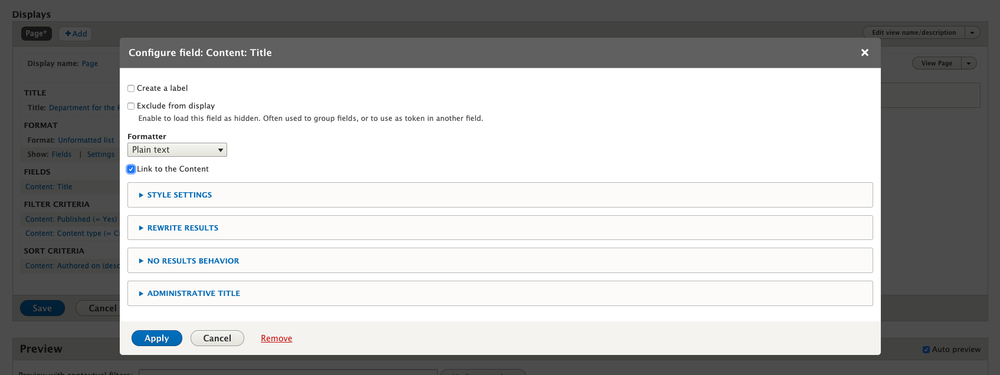 Displays
Page*
+Add
Edit view name/description
Configure field: Content: Title
Display name: Page
View Page
Create a label
TITLE
Exclude from display
Title: Department for the
Enable to load this field as hidden. Often used to group fields, or to use as token in another field.
FORMAT
Formatter
Format: Unformatted list
Plain text
Show: Fields | Settings
Link to the Content
FIELDS
Content: Title
STYLE SETTINGS
FILTER CRITERIA
Content: Published (= Yes)
REWRITE RESULTS
Content: Content type (=
SORT CRITERIA
NO RESULTS BEHAVIOR
Content: Authored on (desc
ADMINISTRATIVE TITLE
Save
Cancel
Apply
Cancel
Remove
Preview
Auto preview
Preview with contextual filters: